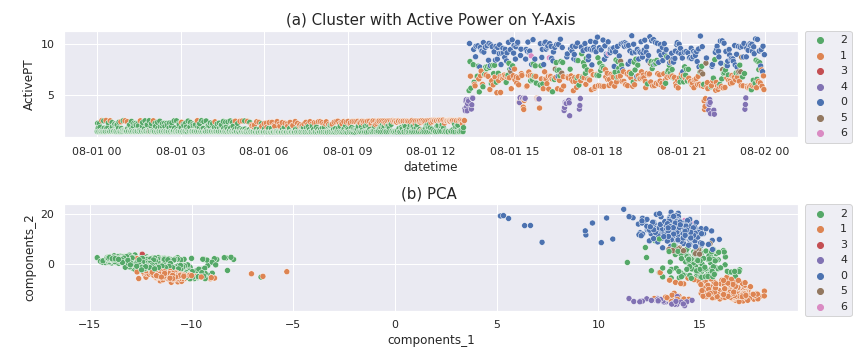 (a) Cluster with Active Power on Y-Axis
10
5
ActivePT
08-01 00 08-01 03 08-01 06 08-01 09 08-01 12 08-01 15 08-01 18 08-01 21 08-02 00
datetime
2
1
3
4
0
5
6
(b) PCA
20
0
components_2
−15 −10 −5 0 5 10 15
components_1
2
1
3
4
0
5
6